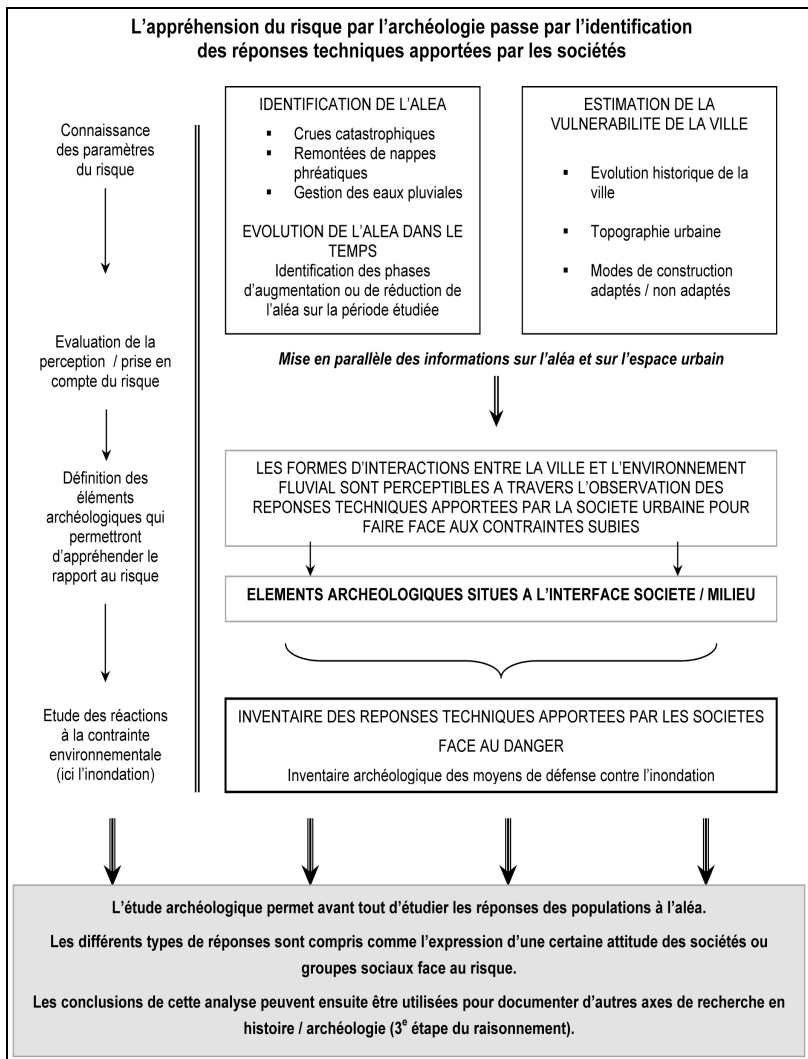 L'appréhension du risque par l'archéologie passe par l'identification
des réponses techniques apportées par les sociétés
Connaissance
des paramètres
du risque
Evaluation de la
perception / prise en
compte du risque
Définition des
éléments
archéologiques qui
permettront
d'appréhender le
rapport au risque
Etude des réactions
à la contrainte
environnementale
(ici l'inondation)
IDENTIFICATION DE L'ALEA
▪ Crues catastrophiques
▪ Remontées de nappes
phréatiques
▪ Gestion des eaux pluviales
EVOLUTION DE L'ALEA DANS LE
TEMPS
Identification des phases
d'augmentation ou de réduction de
l'aléa sur la période étudiée
ESTIMATION DE LA
VULNERABILITE DE LA VILLE
▪ Evolution historique de la
ville
▪ Topographie urbaine
▪ Modes de construction
adaptés / non adaptés
Mise en parallèle des informations sur l'aléa et sur l'espace urbain
LES FORMES D'INTERACTIONS ENTRE LA VILLE ET L'ENVIRONNEMENT
FLUVIAL SONT PERCEPTIBLES A TRAVERS L'OBSERVATION DES
REPONSES TECHNIQUES APPORTEES PAR LA SOCIETE URBAINE POUR
FAIRE FACE AUX CONTRAINTES SUBIES
ELEMENTS ARCHEOLOGIQUES SITUES A L'INTERFACE SOCIETE / MILIEU
INVENTAIRE DES REPONSES TECHNIQUES APPORTEES PAR LES SOCIETES
FACE AU DANGER
Inventaire archéologique des moyens de défense contre l'inondation
L'étude archéologique permet avant tout d'étudier les réponses des populations à l'aléa.
Les différents types de réponses sont compris comme l'expression d'une certaine attitude des sociétés ou
groupes sociaux face au risque.
Les conclusions de cette analyse peuvent ensuite être utilisées pour documenter d'autres axes de recherche en
histoire / archéologie (3e étape du raisonnement).